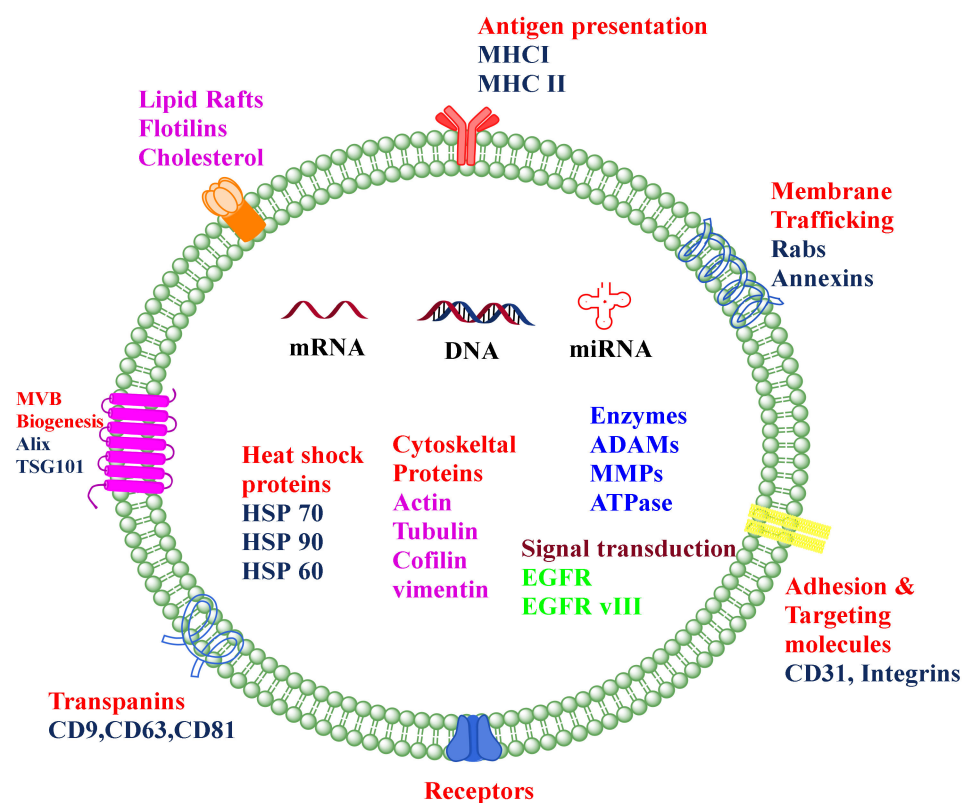 Antigen presentation
MHCI
MHC II
Lipid Rafts
Flotilins
Cholesterol
Membrane
Trafficking
Rabs
Annexins
mRNA
DNA
miRNA
MVB
Biogenesis
Alix
TSG101
Heat shock
proteins
HSP 70
HSP 90
HSP 60
Cytoskeltal
Proteins
Actin
Tubulin
Cofilin
vimentin
Enzymes
ADAMs
MMPs
ATPase
Signal transduction
EGFR
EGFR vIII
Adhesion &
Targeting
molecules
CD31, Integrins
Transpanins
CD9,CD63,CD81
Receptors